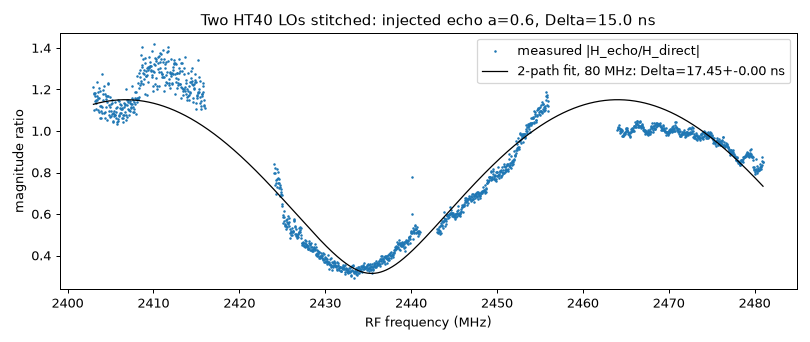 Two HT40 LOs stitched: injected echo a=0.6, Delta=15.0 ns
measured |H_echo/H_direct|
2-path fit, 80 MHz: Delta=17.45+-0.00 ns
magnitude ratio
1.4
1.2
1.0
0.8
0.6
0.4
2400 2410 2420 2430 2440 2450 2460 2470 2480
RF frequency (MHz)